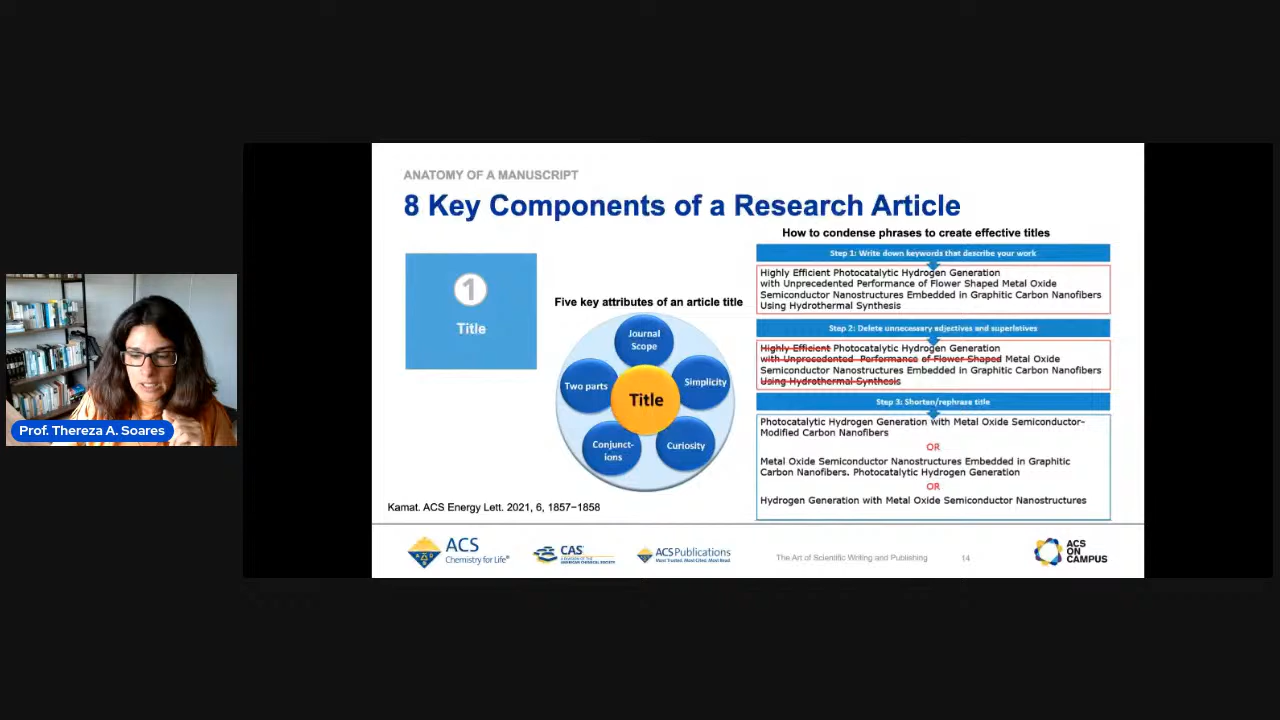 ANATOMY OF A MANUSCRIPT
8 Key Components of a Research Article
1
Title
Five key attributes of an article title
Journal
Scope
Two parts
Simplicity
Title
Conjunct-
ions
Curiosity
Kamat. ACS Energy Lett. 2021, 6, 1857−1858
How to condense phrases to create effective titles
Step 1: Write down keywords that describe your work
Highly Efficient Photocatalytic Hydrogen Generation
with Unprecedented Performance of Flower Shaped Metal Oxide
Semiconductor Nanostructures Embedded in Graphitic Carbon Nanofibers
Using Hydrothermal Synthesis
Step 2: Delete unnecessary adjectives and superlatives
Highly Efficient Photocatalytic Hydrogen Generation
with Unprecedented Performance of Flower Shaped Metal Oxide
Semiconductor Nanostructures Embedded in Graphitic Carbon Nanofibers
Using Hydrothermal Synthesis
Step 3: Shorten/rephrase title
Photocatalytic Hydrogen Generation with Metal Oxide Semiconductor-
Modified Carbon Nanofibers
OR
Metal Oxide Semiconductor Nanostructures Embedded in Graphitic
Carbon Nanofibers. Photocatalytic Hydrogen Generation
OR
Hydrogen Generation with Metal Oxide Semiconductor Nanostructures
Prof. Thereza A. Soares
ACS
Chemistry for Life®
CAS
A DIVISION OF THE
AMERICAN CHEMICAL SOCIETY
ACS Publications
Most Trusted. Most Cited. Most Read.
The Art of Scientific Writing and Publishing
14
ACS
ON
CAMPUS